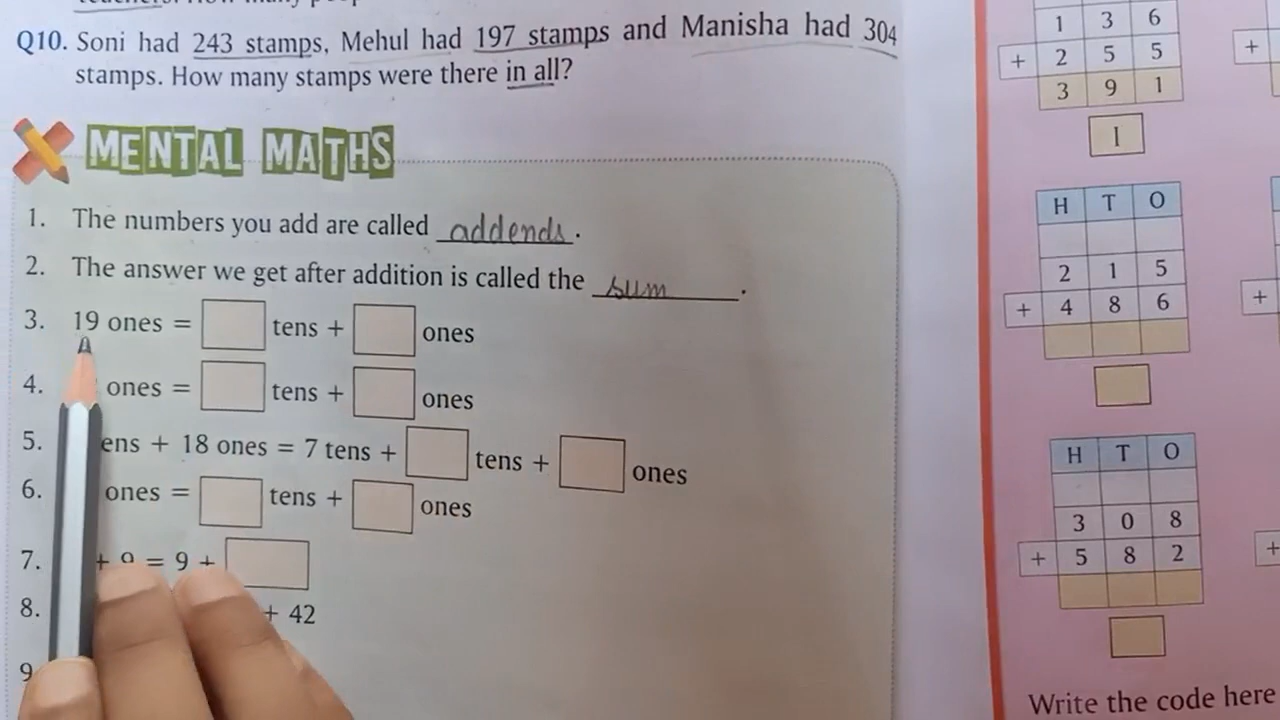 Q10. Soni had 243 stamps, Mehul had 197 stamps and Manisha had 304
stamps. How many stamps were there in all?
MENTAL MATHS
1. The numbers you add are called addends.
2. The answer we get after addition is called the sum.
3. 19 ones = tens + ones
4. ones = tens + ones
5. ens + 18 ones = 7 tens + tens + ones
6. ones = tens + ones
7. + 9 = 9 +
8. + 42
9
1 3 6
+ 2 5 5
3 9 1
I
H T O
2 1 5
+ 4 8 6
H T O
3 0 8
+ 5 8 2
Write the code here
+
+
+